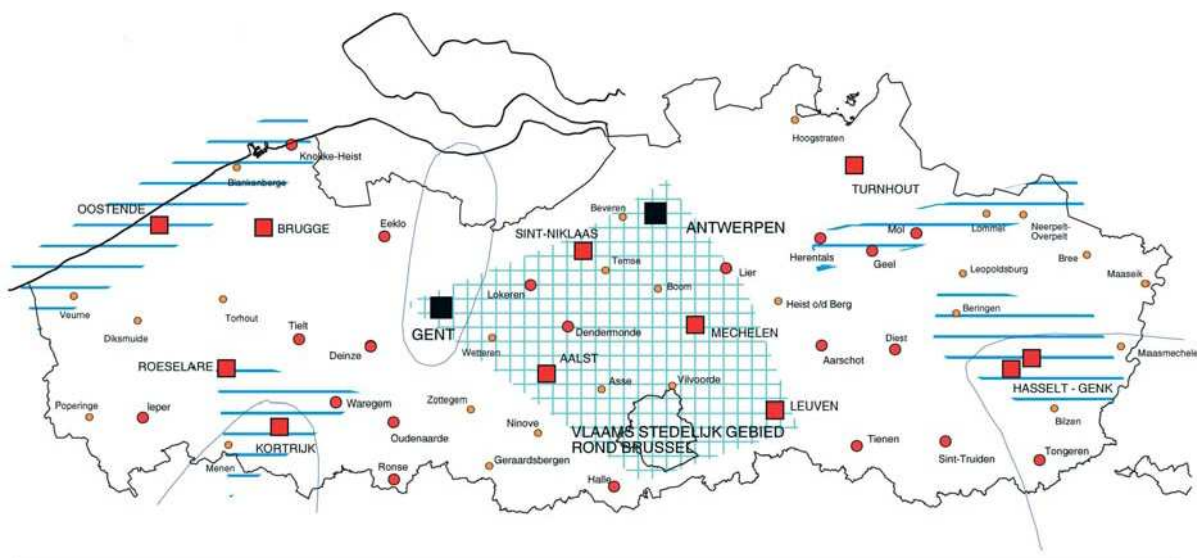 Hoogstraten
Knokke-Heist
Blankenberge
TURNHOUT
OOSTENDE
Beveren
BRUGGE
Eeklo
SINT-NIKLAAS
ANTWERPEN
Mol
Lommel
Neerpelt-
Overpelt
Herentals
Geel
Bree
Temse
Lier
Leopoldsburg
Maaseik
Lokeren
Boom
Heist o/d Berg
Beringen
Veurne
Torhout
Diksmuide
Tielt
GENT
Dendermonde
MECHELEN
Wetteren
Deinze
Aarschot
Diest
Maasmechelen
ROESELARE
AALST
Asse
Vilvoorde
HASSELT - GENK
Poperinge
Ieper
Waregem
Zottegem
LEUVEN
Bilzen
Oudenaarde
Ninove
VLAAMS STEDELIJK GEBIED
ROND BRUSSEL
KORTRIJK
Menen
Ronse
Geraardsbergen
Halle
Tienen
Sint-Truiden
Tongeren